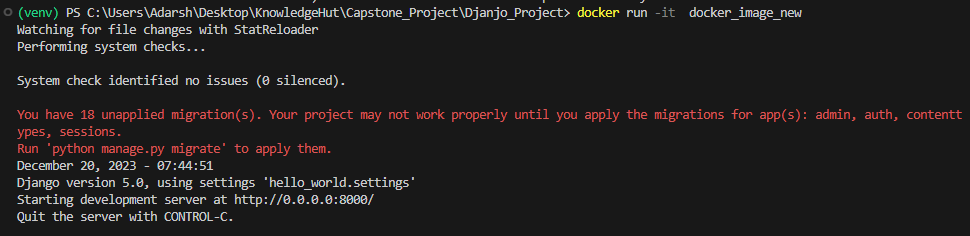 (venv) PS C:\Users\Adarsh\Desktop\KnowledgeHut\Capstone_Project\Djanjo_Project> docker run -it  docker_image_new
Watching for file changes with StatReloader
Performing system checks...
System check identified no issues (0 silenced).
You have 18 unapplied migration(s). Your project may not work properly until you apply the migrations for app(s): admin, auth, contentt
ypes, sessions.
Run 'python manage.py migrate' to apply them.
December 20, 2023 - 07:44:51
Django version 5.0, using settings 'hello_world.settings'
Starting development server at http://0.0.0.0:8000/
Quit the server with CONTROL-C.